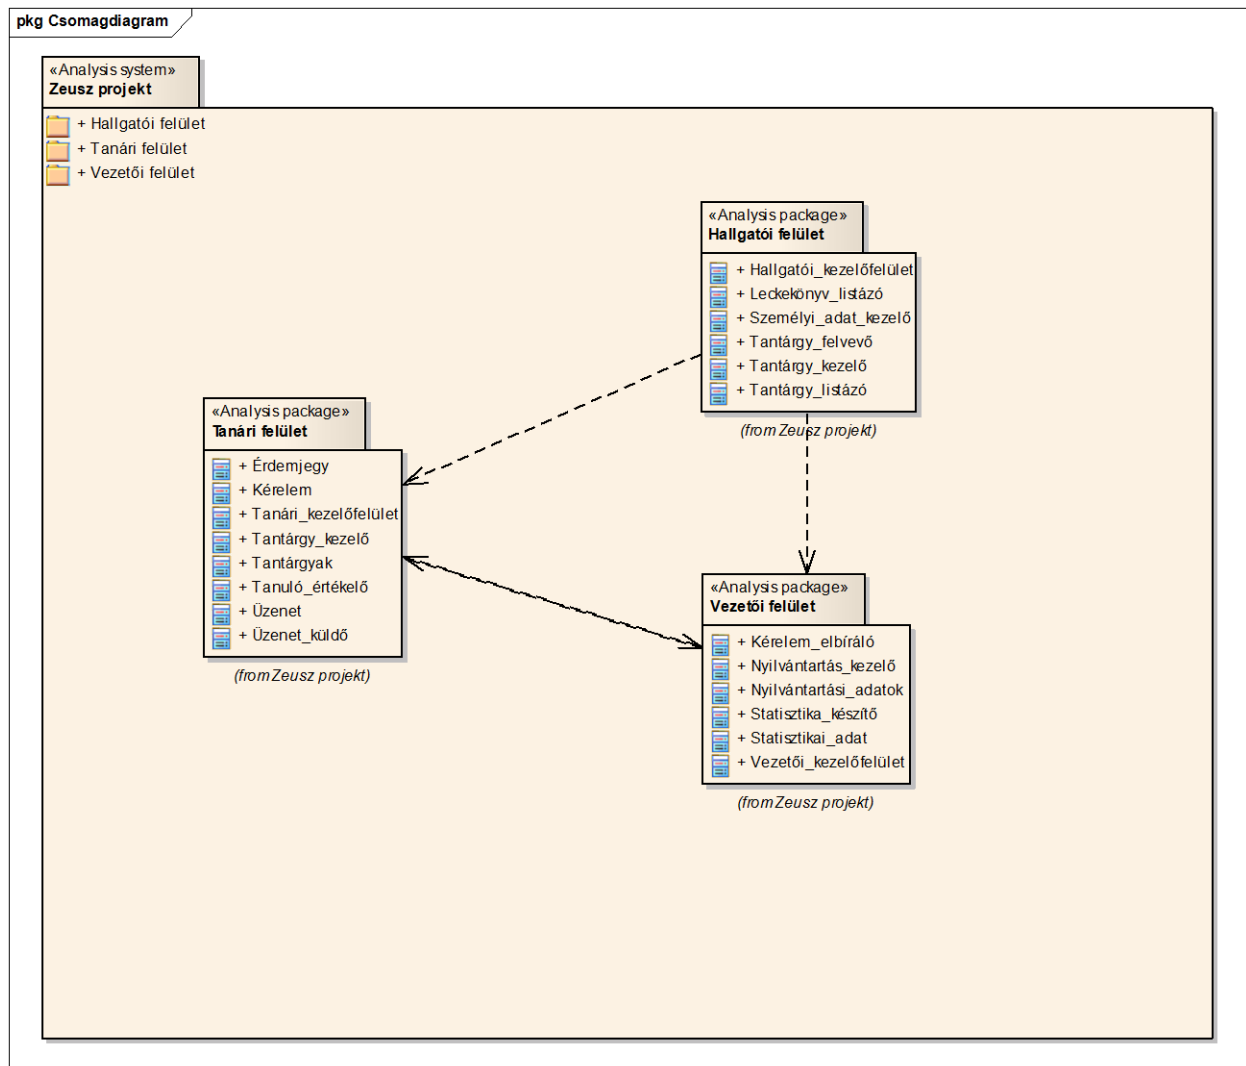 pkg Csomagdiagram
«Analysis system»
Zeusz projekt
+ Hallgatói felület
+ Tanári felület
+ Vezetői felület
«Analysis package»
Hallgatói felület
+ Hallgatói_kezelőfelület
+ Leckekönyv_listázó
+ Személyi_adat_kezelő
+ Tantárgy_felvevő
+ Tantárgy_kezelő
+ Tantárgy_listázó
(from Zeusz projekt)
«Analysis package»
Tanári felület
+ Érdemjegy
+ Kérelem
+ Tanári_kezelőfelület
+ Tantárgy_kezelő
+ Tantárgyak
+ Tanuló_értékelő
+ Üzenet
+ Üzenet_küldő
(from Zeusz projekt)
«Analysis package»
Vezetői felület
+ Kérelem_elbíráló
+ Nyilvántartás_kezelő
+ Nyilvántartási_adatok
+ Statisztika_készítő
+ Statisztikai_adat
+ Vezetői_kezelőfelület
(from Zeusz projekt)